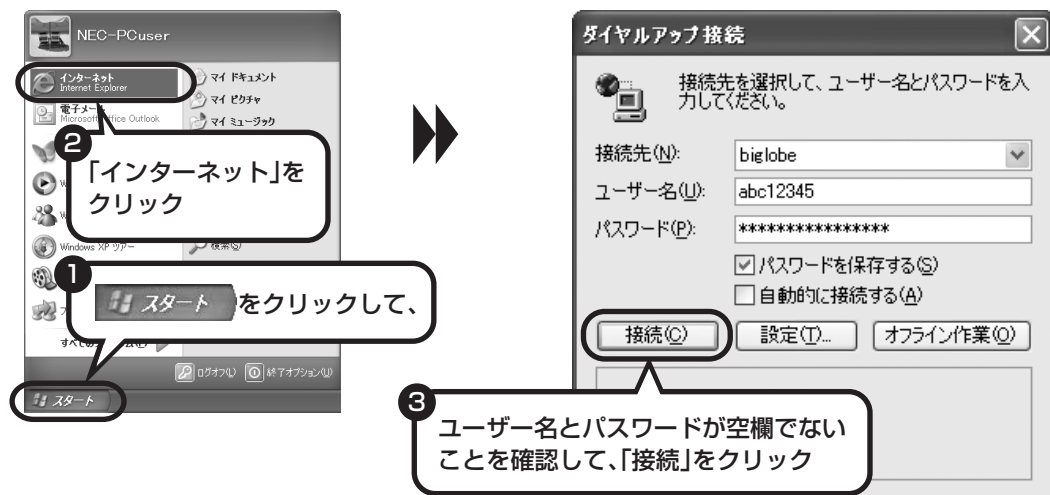 NEC-PCuser
インターネット
Internet Explorer
電子メール
Microsoft Office Outlook
マイ ドキュメント
マイ ピクチャ
マイ ミュージック
2
「インターネット」を
クリック
Windows XP ツアー
検索(S)
1
スタート をクリックして、
ログオフ(L) 終了オプション(U)
スタート
ダイヤルアップ接続
接続先を選択して、ユーザー名とパスワードを入
力してください。
接続先(N): biglobe
ユーザー名(U): abc12345
パスワード(P): ****************
パスワードを保存する(S)
自動的に接続する(A)
接続(C) 設定(T)... オフライン作業(O)
3
ユーザー名とパスワードが空欄でない
ことを確認して、「接続」をクリック